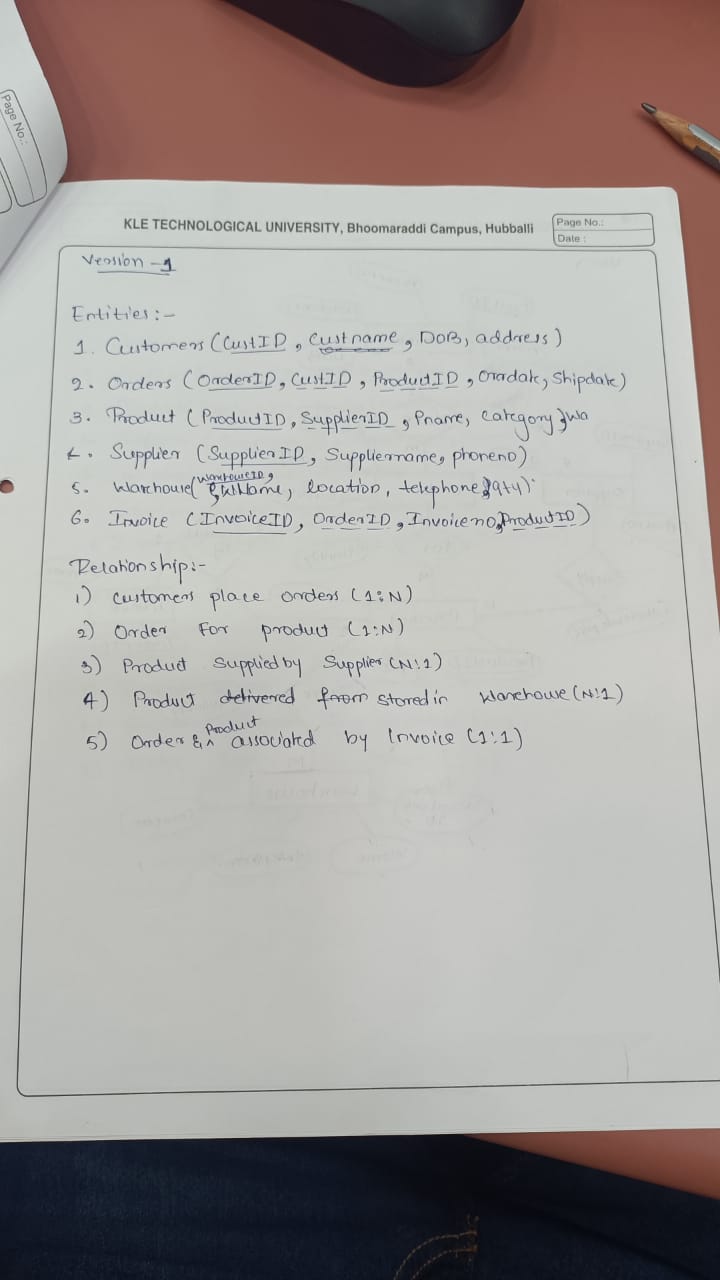 Page No.:
KLE TECHNOLOGICAL UNIVERSITY, Bhoomaraddi Campus, Hubballi
Page No.:
Date :
Version - 1
Entities :-
1. Customers (CustID, Custname, DOB, address)
2. Orders (OrderID, CustID, ProductID, Orerdate, Shipdate)
3. Product (ProductID, SupplierID, Pname, category) Wa
4. Supplier (SupplierID, Suppliername, phoneno)
5. Warehouse (WarehouseID, Name, location, telephone, qty)
6. Invoice (InvoiceID, OrderID, Invoiceno, ProductID)
Relationship:-
1) Customers place orders (1:N)
2) Order For product (1:N)
3) Product Supplied by Supplier (N:1)
4) Product delivered from stored in Warehouse (N:1)
5) Order & Product associated by Invoice (1:1)